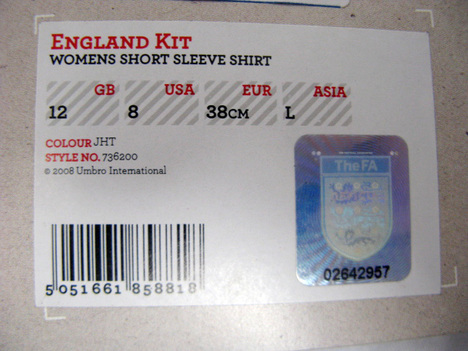 ENGLAND KIT
WOMENS SHORT SLEEVE SHIRT
GB USA EUR ASIA
12 8 38CM L
COLOUR JHT
STYLE NO. 736200
© 2008 Umbro International
The FA
02642957
5 051661 858818